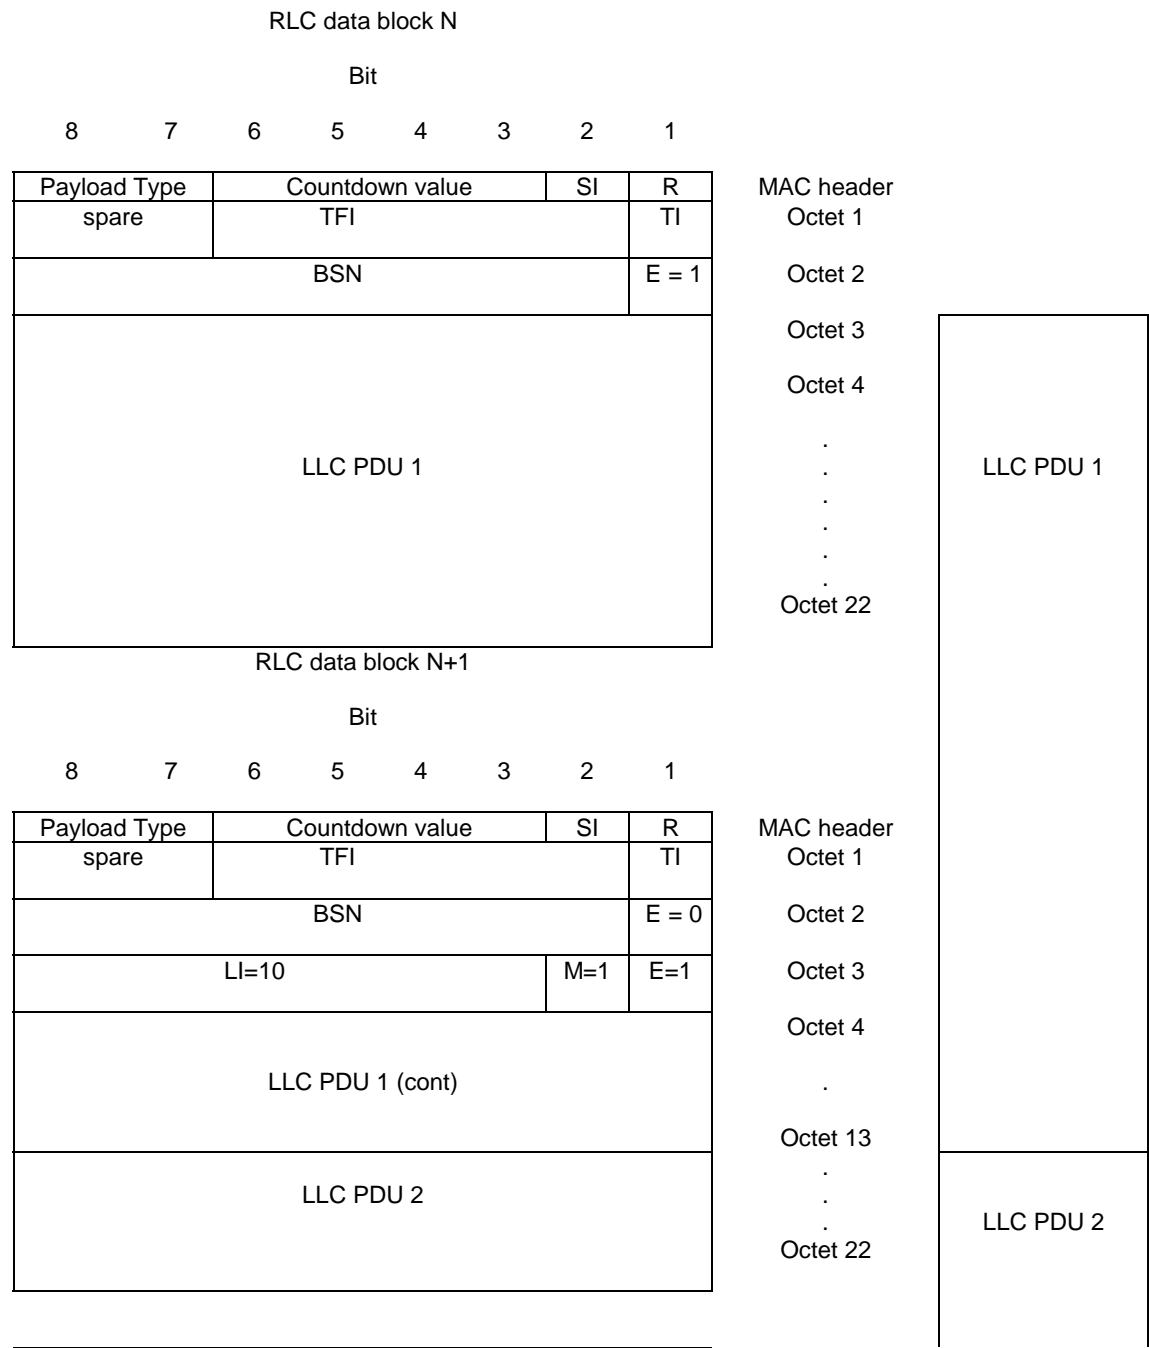 RLC data block N
Bit
8 7 6 5 4 3 2 1
Payload Type Countdown value SI R MAC header
spare TFI TI Octet 1
BSN E = 1 Octet 2
Octet 3
Octet 4
.
LLC PDU 1 . LLC PDU 1
.
.
.
.
Octet 22
RLC data block N+1
Bit
8 7 6 5 4 3 2 1
Payload Type Countdown value SI R MAC header
spare TFI TI Octet 1
BSN E = 0 Octet 2
LI=10 M=1 E=1 Octet 3
Octet 4
LLC PDU 1 (cont) .
Octet 13
.
LLC PDU 2 .
. LLC PDU 2
Octet 22